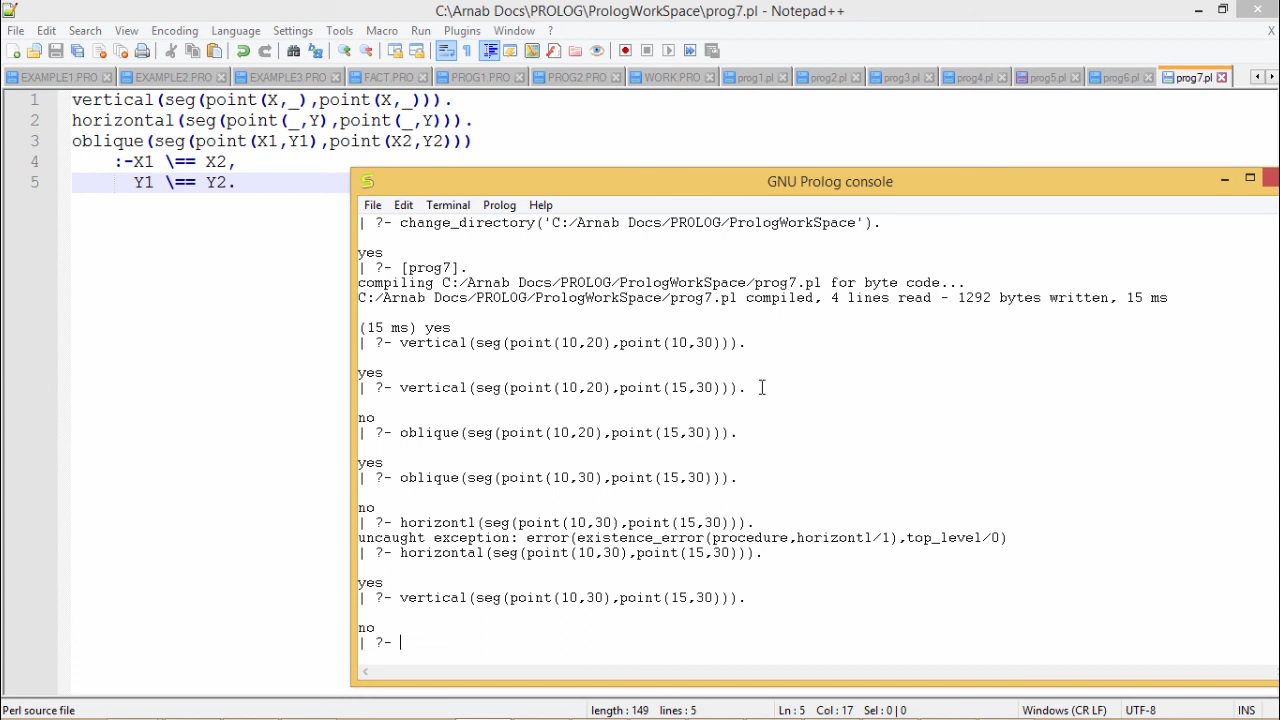 C:\Arnab Docs\PROLOG\PrologWorkSpace\prog7.pl - Notepad++
File Edit Search View Encoding Language Settings Tools Macro Run Plugins Window ? X
EXAMPLE1.PRO EXAMPLE2.PRO EXAMPLE3.PRO FACT.PRO PROG1.PRO PROG2.PRO WORK.PRO prog1.pl prog2.pl prog3.pl prog4.pl prog5.pl prog6.pl prog7.pl
1 vertical(seg(point(X,_),point(X,_))).
2 horizontal(seg(point(_,Y),point(_,Y))).
3 oblique(seg(point(X1,Y1),point(X2,Y2)))
4 :-X1 \== X2,
5 Y1 \== Y2.
GNU Prolog console
File Edit Terminal Prolog Help
| ?- change_directory('C:/Arnab Docs/PROLOG/PrologWorkSpace').
yes
| ?- [prog7].
compiling C:/Arnab Docs/PROLOG/PrologWorkSpace/prog7.pl for byte code...
C:/Arnab Docs/PROLOG/PrologWorkSpace/prog7.pl compiled, 4 lines read - 1292 bytes written, 15 ms
(15 ms) yes
| ?- vertical(seg(point(10,20),point(10,30))).
yes
| ?- vertical(seg(point(10,20),point(15,30))).
no
| ?- oblique(seg(point(10,20),point(15,30))).
yes
| ?- oblique(seg(point(10,30),point(15,30))).
no
| ?- horizontl(seg(point(10,30),point(15,30))).
uncaught exception: error(existence_error(procedure,horizontl/1),top_level/0)
| ?- horizontal(seg(point(10,30),point(15,30))).
yes
| ?- vertical(seg(point(10,30),point(15,30))).
no
| ?-
Perl source file length : 149 lines : 5 Ln : 5 Col : 17 Sel : 0 | 0 Windows (CR LF) UTF-8 INS